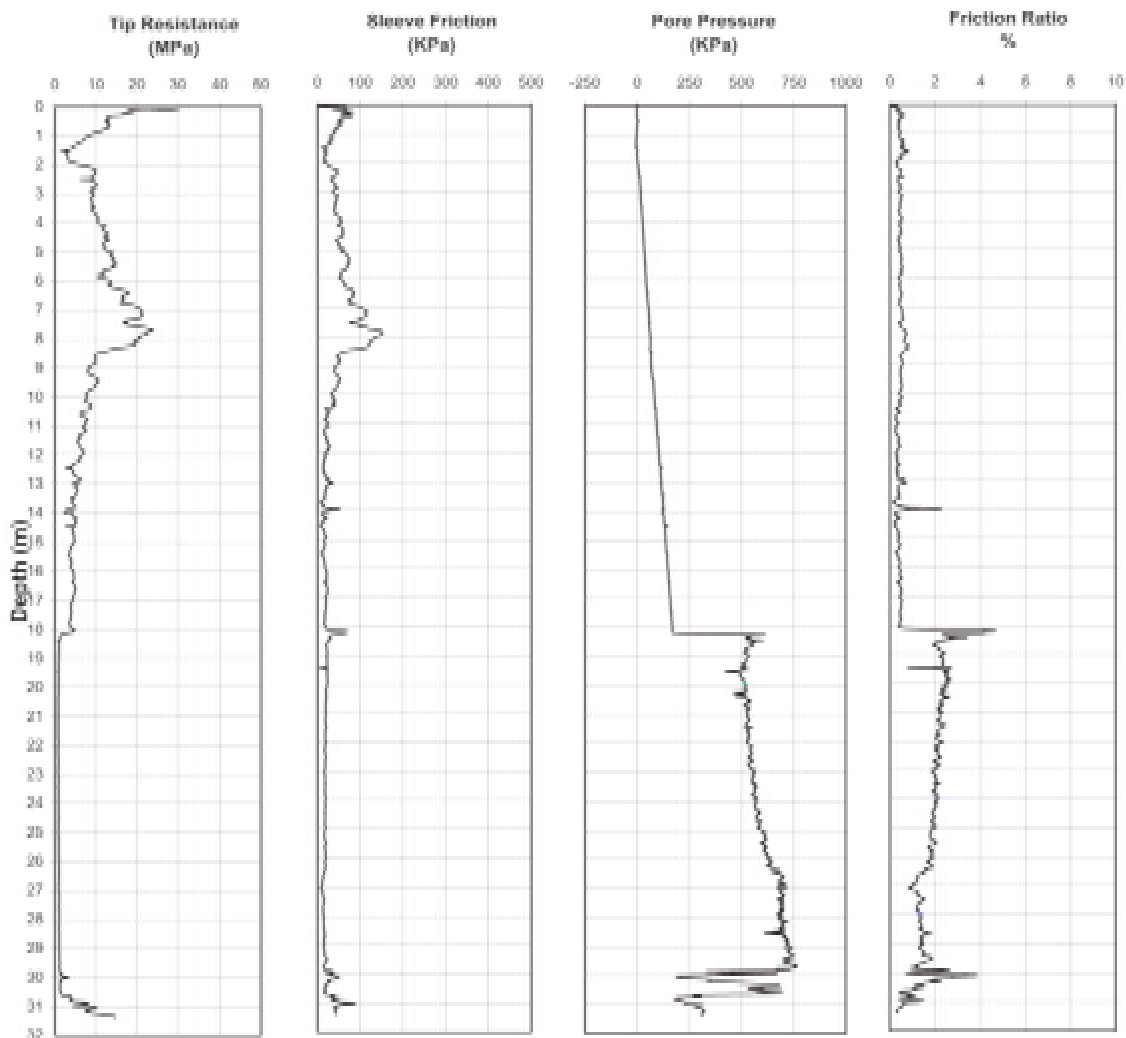 Tip Resistance
(MPa)
Sleeve Friction
(KPa)
Pore Pressure
(KPa)
Friction Ratio
%
0 10 20 30 40 50
0 100 200 300 400 500
-250 0 250 500 750 1000
0 2 4 6 8 10
0
1
2
3
4
5
6
7
8
9
10
11
12
13
14
15
16
17
18
19
20
21
22
23
24
25
26
27
28
29
30
31
32
Depth (m)